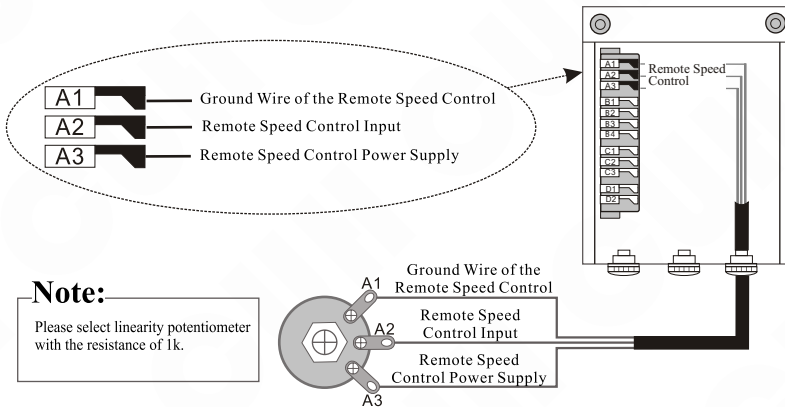 A1 Ground Wire of the Remote Speed Control
A2 Remote Speed Control Input
A3 Remote Speed Control Power Supply
A1
A2
A3
B1
B2
B3
B4
C1
C2
C3
D1
D2
Remote Speed
Control
Note:
Please select linearity potentiometer
with the resistance of 1k.
A1
A2
A3
Ground Wire of the
Remote Speed Control
Remote Speed
Control Input
Remote Speed
Control Power Supply